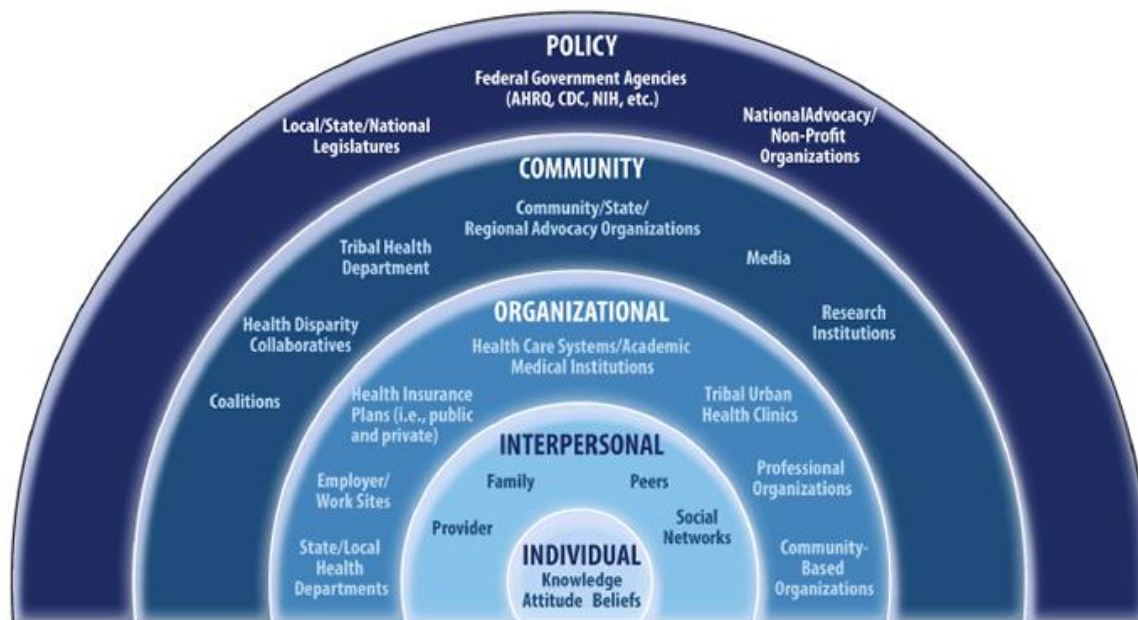 POLICY
Federal Government Agencies
(AHRQ, CDC, NIH, etc.)
Local/State/National
Legislatures
NationalAdvocacy/
Non-Profit
Organizations
COMMUNITY
Community/State/
Regional Advocacy Organizations
Tribal Health
Department
Media
Health Disparity
Collaboratives
Research
Institutions
Coalitions
ORGANIZATIONAL
Health Care Systems/Academic
Medical Institutions
Health Insurance
Plans (i.e., public
and private)
Tribal Urban
Health Clinics
Employer/
Work Sites
Professional
Organizations
State/Local
Health
Departments
Community-
Based
Organizations
INTERPERSONAL
Family
Peers
Provider
Social
Networks
INDIVIDUAL
Knowledge
Attitude Beliefs